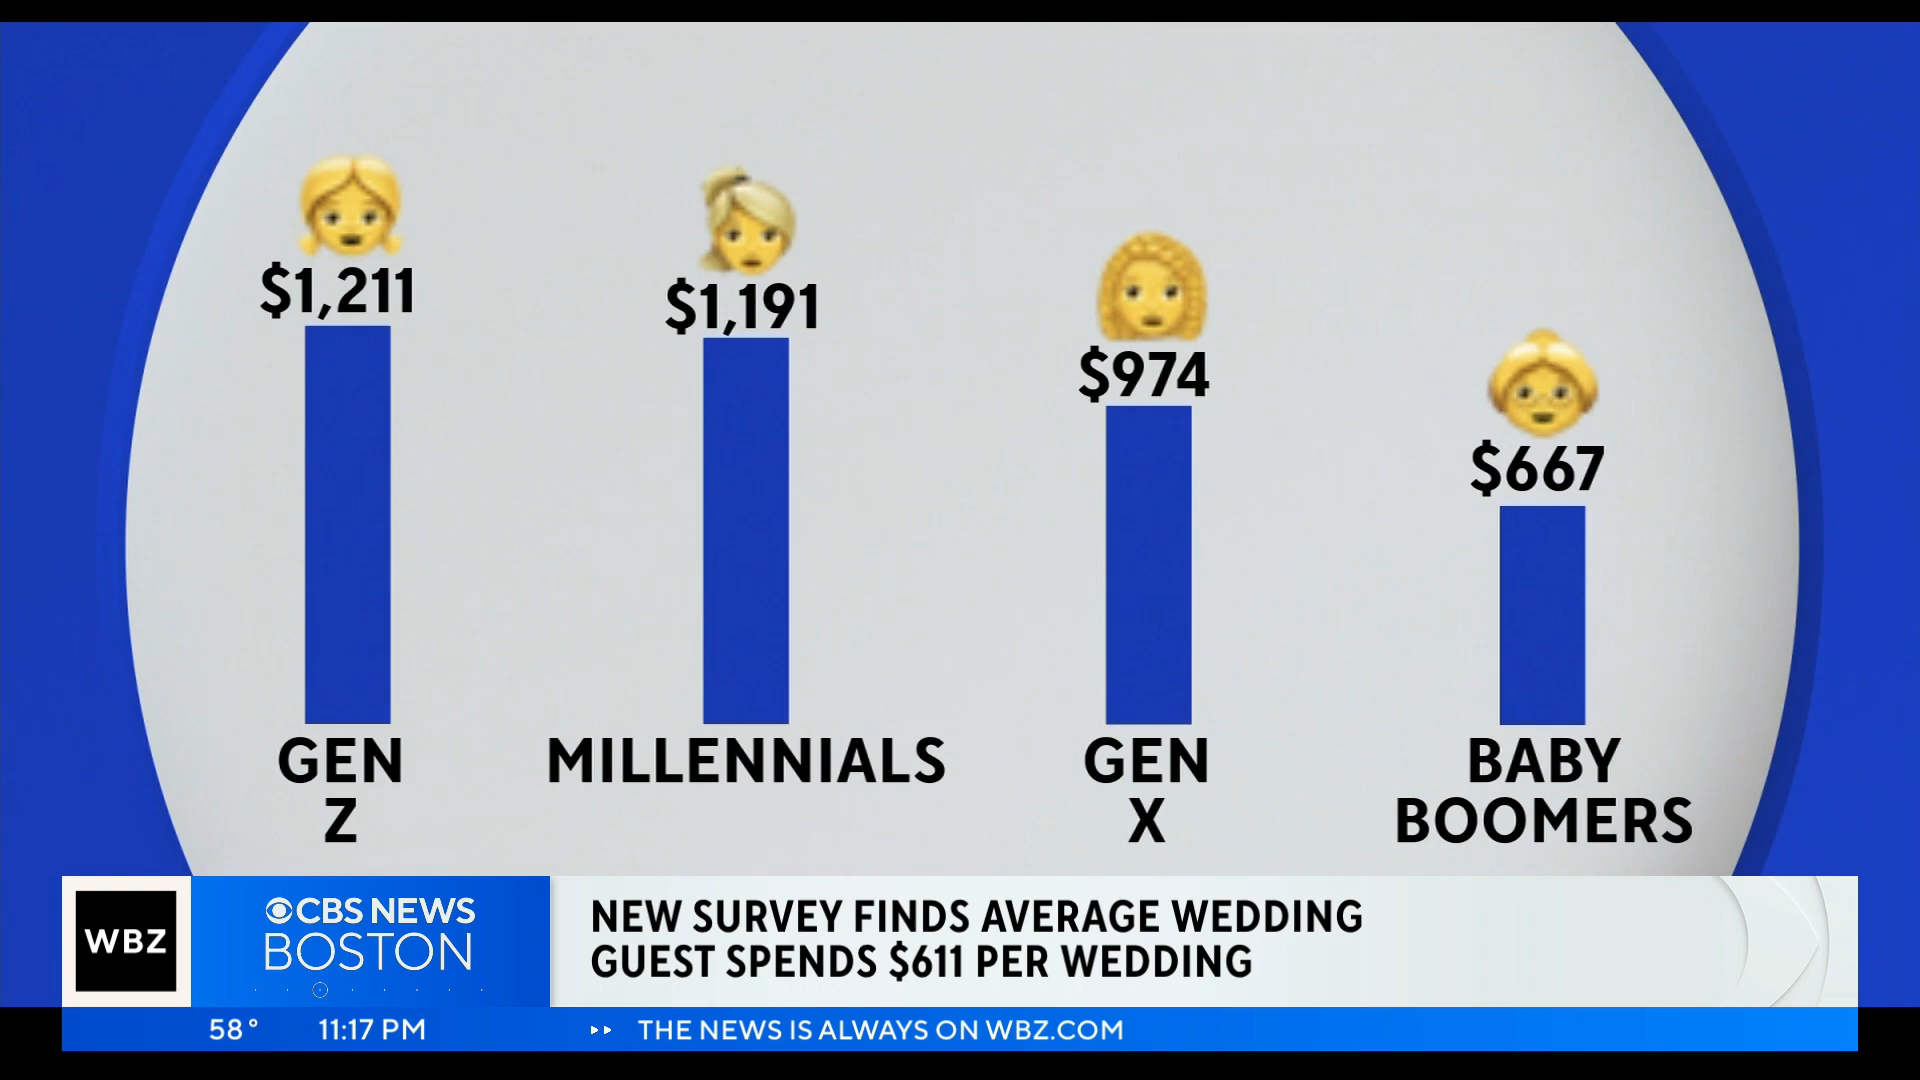 $1,211
$1,191
$974
$667
GEN
Z
MILLENNIALS
GEN
X
BABY
BOOMERS
WBZ
CBS NEWS
BOSTON
NEW SURVEY FINDS AVERAGE WEDDING
GUEST SPENDS $611 PER WEDDING
58° 11:17 PM THE NEWS IS ALWAYS ON WBZ.COM